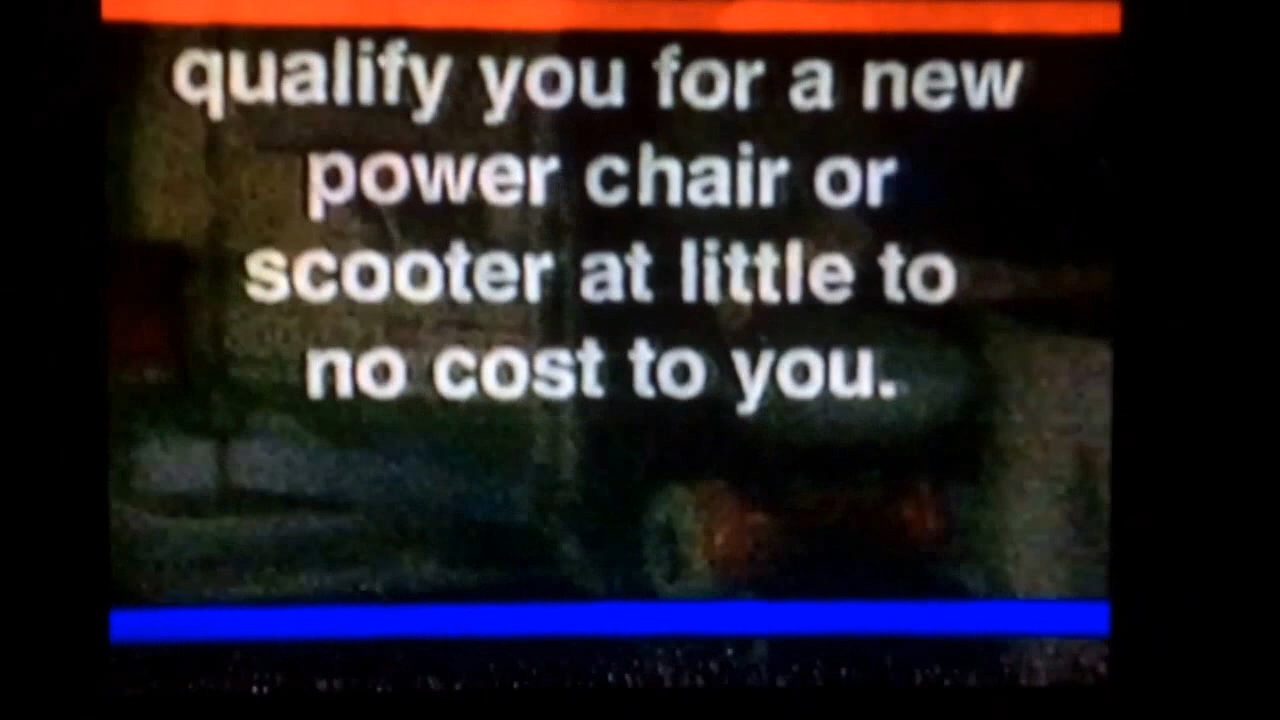 qualify you for a new
power chair or
scooter at little to
no cost to you.